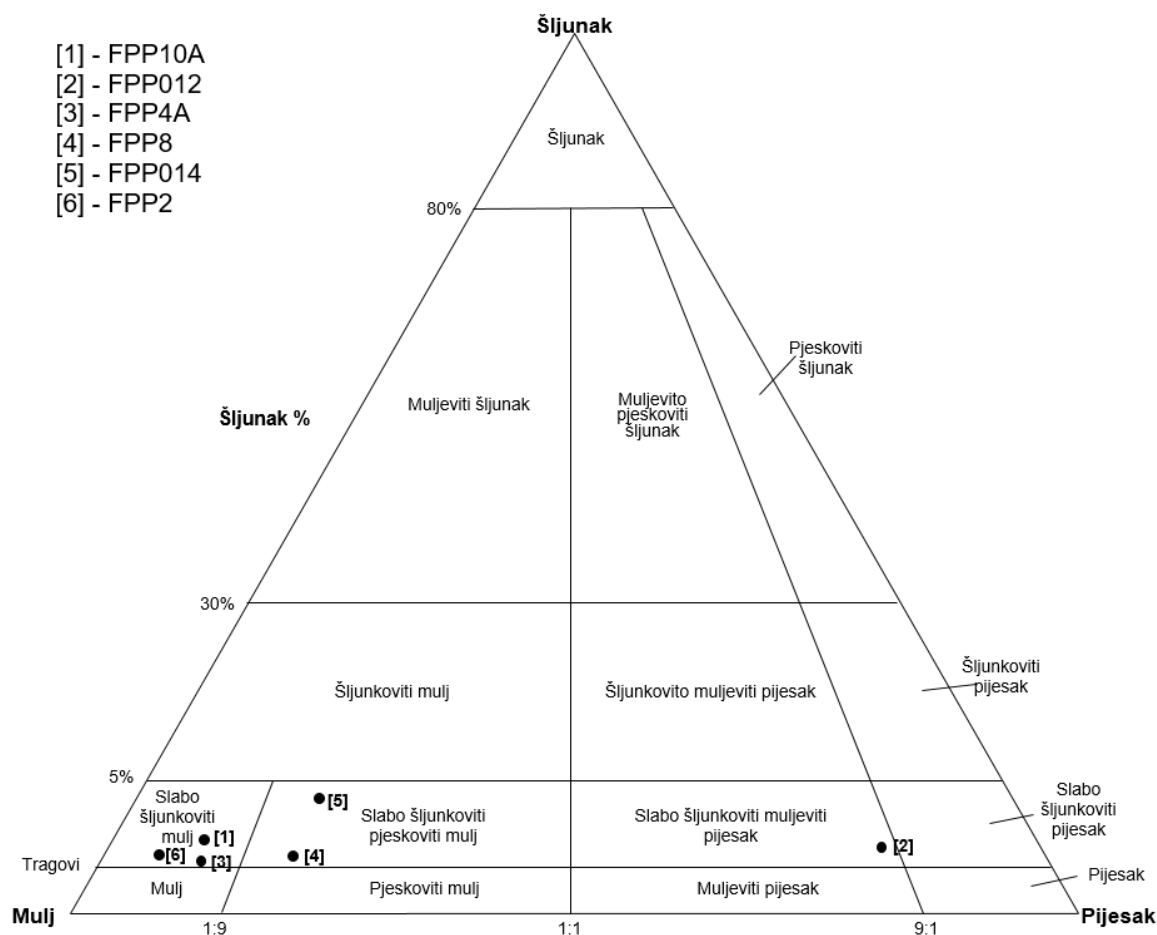 Šljunak
[1] - FPP10A
[2] - FPP012
[3] - FPP4A
[4] - FPP8
[5] - FPP014
[6] - FPP2
Šljunak
80%
Pjeskoviti
šljunak
Muljeviti šljunak
Muljevito
pjeskoviti
šljunak
Šljunak %
30%
Šljunkoviti mulj
Šljunkovito muljeviti pijesak
Šljunkoviti
pijesak
5%
Slabo
šljunkoviti
mulj
[1]
[6]
[3]
[5]
Slabo šljunkoviti
pjeskoviti mulj
[4]
Slabo šljunkoviti muljeviti
pijesak
[2]
Slabo
šljunkoviti
pijesak
Tragovi
Mulj
Pjeskoviti mulj
Muljeviti pijesak
Pijesak
Mulj
Pijesak
1:9
1:1
9:1